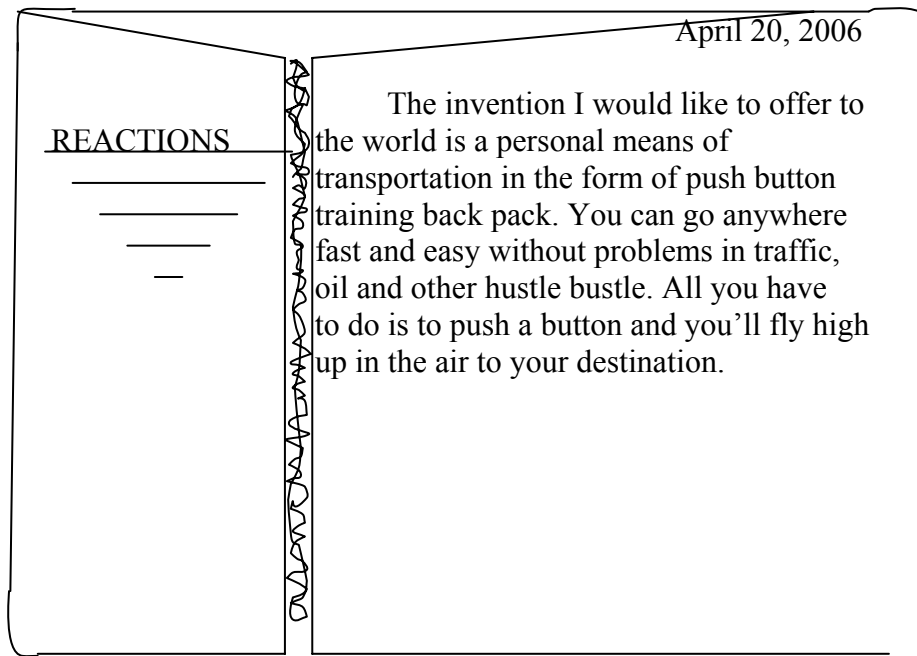 April 20, 2006
REACTIONS
The invention I would like to offer to
the world is a personal means of
transportation in the form of push button
training back pack. You can go anywhere
fast and easy without problems in traffic,
oil and other hustle bustle. All you have
to do is to push a button and you’ll fly high
up in the air to your destination.